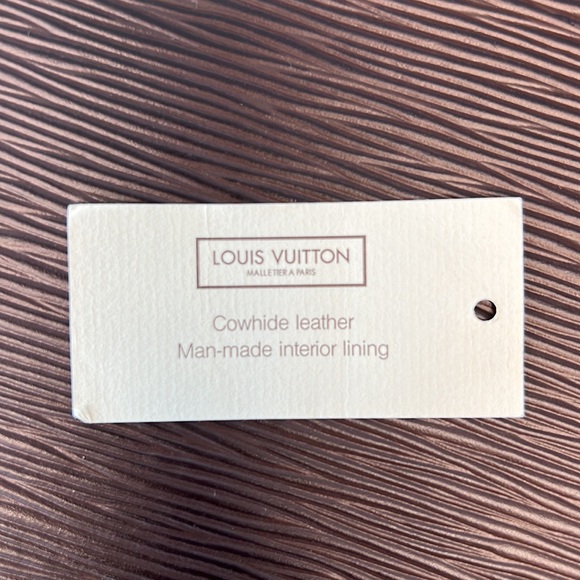 LOUIS VUITTON
MALLETIER A PARIS
Cowhide leather
Man-made interior lining